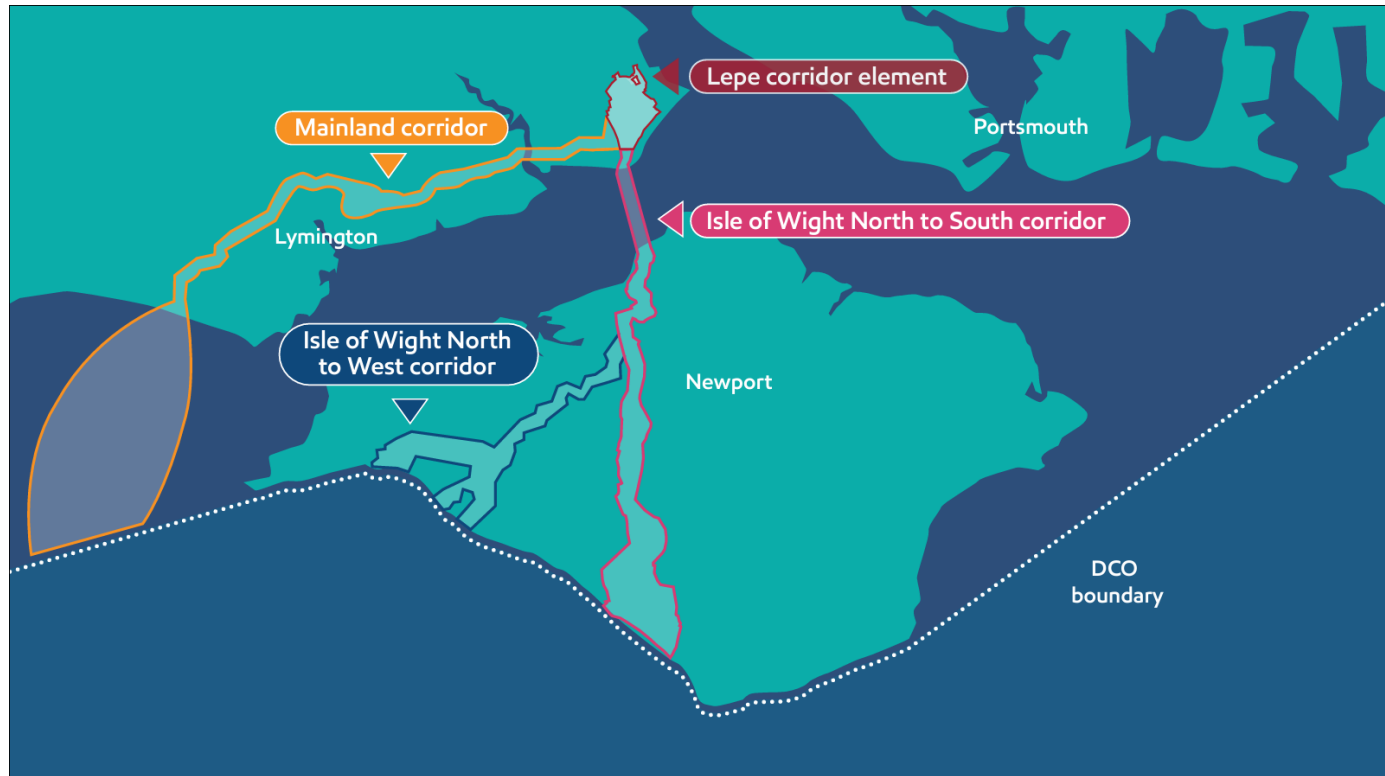 Lepe corridor element
Mainland corridor
Portsmouth
Isle of Wight North to South corridor
Lymington
Isle of Wight North
to West corridor
Newport
DCO
boundary